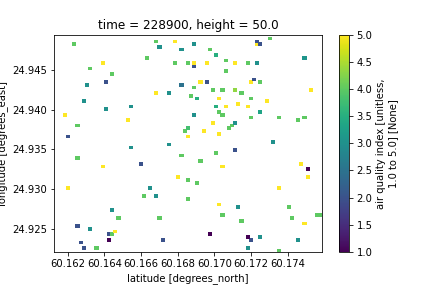 time = 228900, height = 50.0
24.945
24.940
24.935
24.930
24.925
longitude [degrees_east]
60.162 60.164 60.166 60.168 60.170 60.172 60.174
latitude [degrees_north]
5.0
4.5
4.0
3.5
3.0
2.5
2.0
1.5
1.0
air quality index [unitless,
1.0 to 5.0] [None]